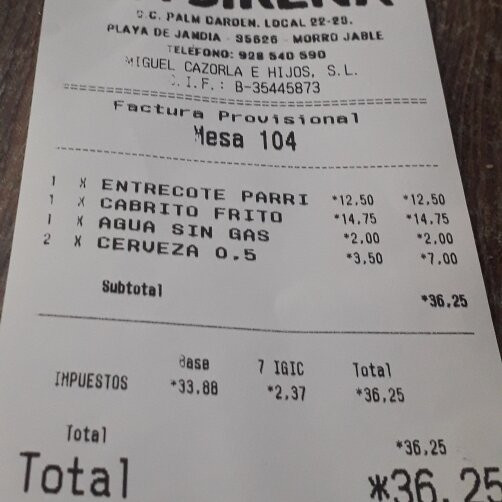 SIRENA
C.C. PALM GARDEN. LOCAL 22-23.
PLAYA DE JANDIA - 35626 - MORRO JABLE
TELEFONO: 928 540 590
MIGUEL CAZORLA E HIJOS, S.L.
C.I.F.: B-35445873
Factura Provisional
Mesa 104
1 X ENTRECOTE PARRI *12,50 *12,50
1 X CABRITO FRITO *14,75 *14,75
1 X AGUA SIN GAS *2,00 *2,00
2 X CERVEZA 0.5 *3,50 *7,00
Subtotal *36,25
Base 7 IGIC Total
IMPUESTOS *33,88 *2,37 *36,25
Total *36,25
Total *36,25